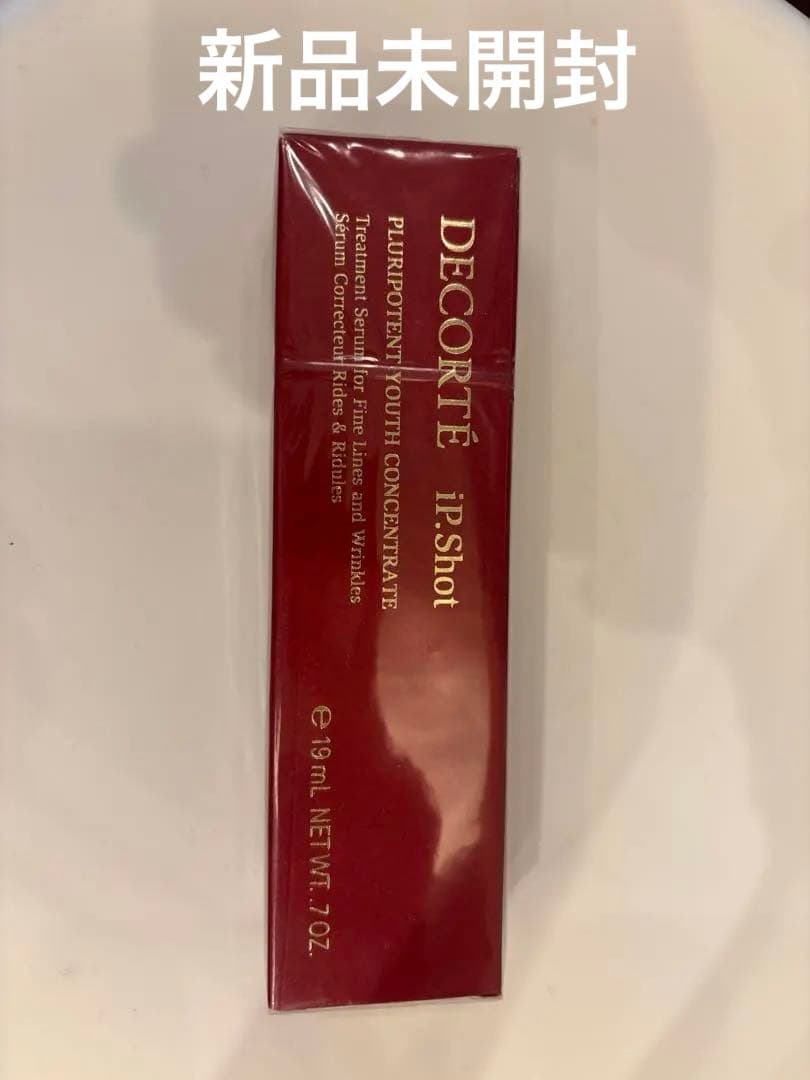 新品未開封
DECORTÉ iP.Shot
PLURIPOTENT YOUTH CONCENTRATE
Treatment Serum for Fine Lines and Wrinkles
Sérum Correcteur Rides & Ridules
℮ 19 mL NET WT. .7 OZ.